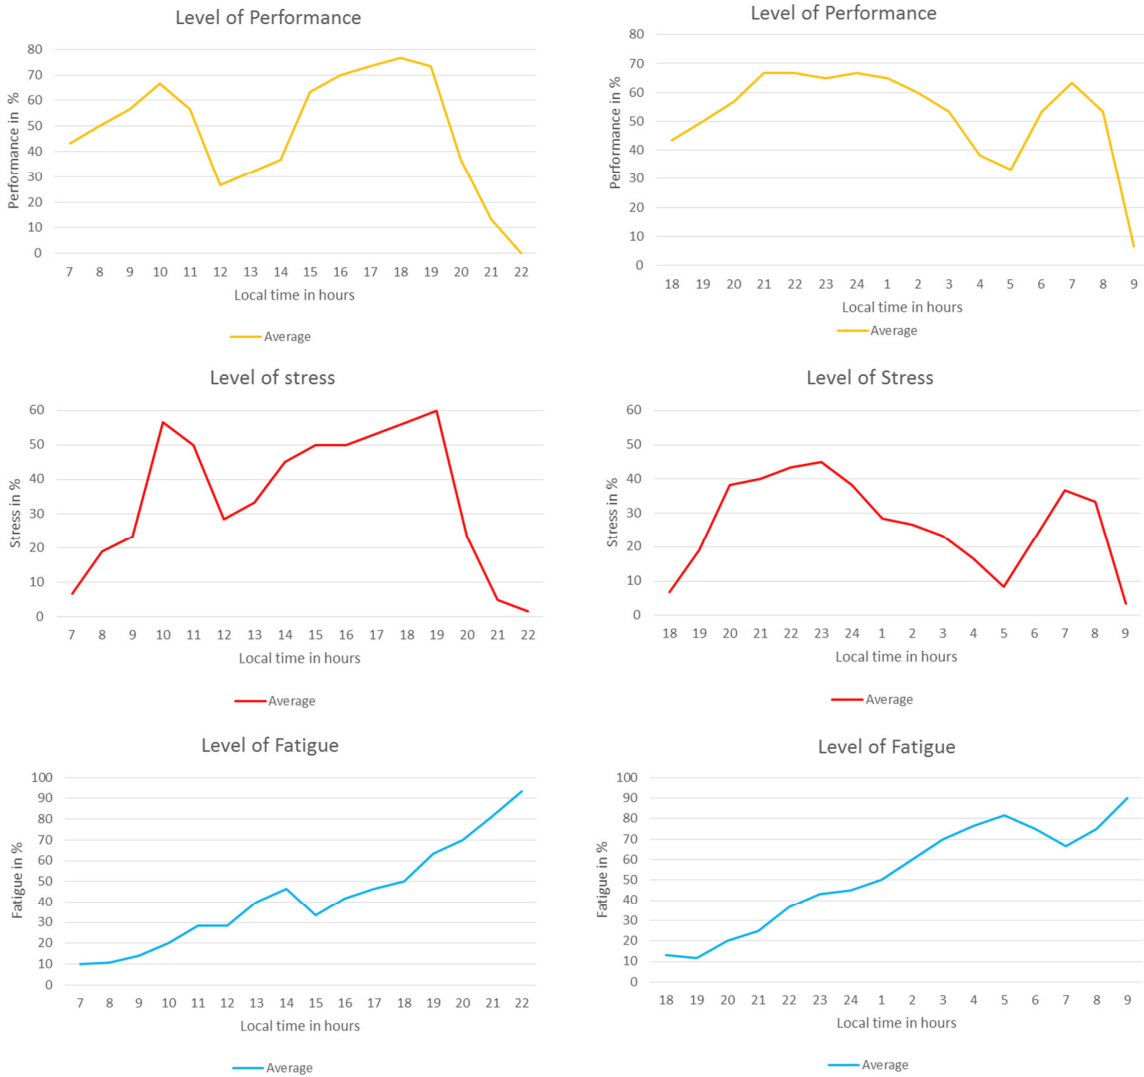 Level of Performance
Performance in %
80
70
60
50
40
30
20
10
0
7 8 9 10 11 12 13 14 15 16 17 18 19 20 21 22
Local time in hours
Average
Level of Performance
Performance in %
80
70
60
50
40
30
20
10
0
18 19 20 21 22 23 24 1 2 3 4 5 6 7 8 9
Local time in hours
Average
Level of stress
Stress in %
60
50
40
30
20
10
0
7 8 9 10 11 12 13 14 15 16 17 18 19 20 21 22
Local time in hours
Average
Level of Stress
Stress in %
60
50
40
30
20
10
0
18 19 20 21 22 23 24 1 2 3 4 5 6 7 8 9
Local time in hours
Average
Level of Fatigue
Fatigue in %
100
90
80
70
60
50
40
30
20
10
0
7 8 9 10 11 12 13 14 15 16 17 18 19 20 21 22
Local time in hours
Average
Level of Fatigue
Fatigue in %
100
90
80
70
60
50
40
30
20
10
0
18 19 20 21 22 23 24 1 2 3 4 5 6 7 8 9
Local time in hours
Average